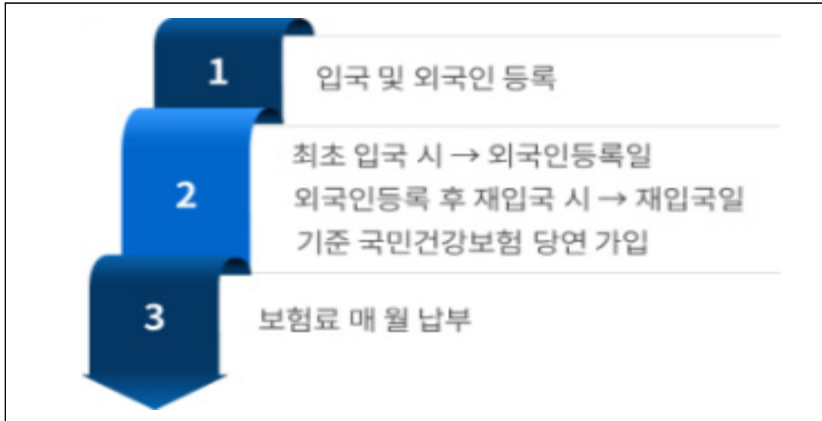 1
입국 및 외국인 등록
2
최초 입국 시 → 외국인등록일
외국인등록 후 재입국 시 → 재입국일
기준 국민건강보험 당연 가입
3
보험료 매 월 납부